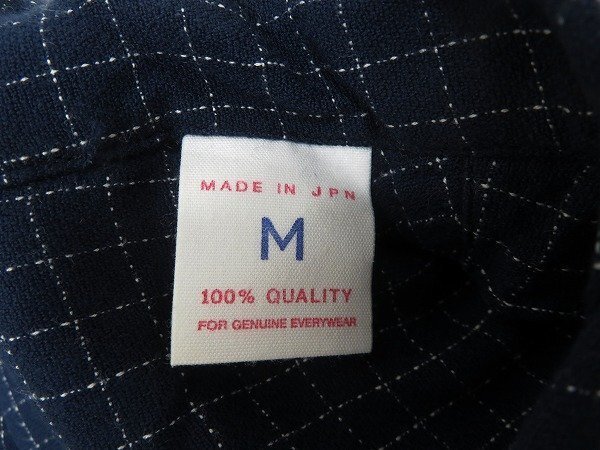 MADE IN JPN
M
100% QUALITY
FOR GENUINE EVERYWEAR